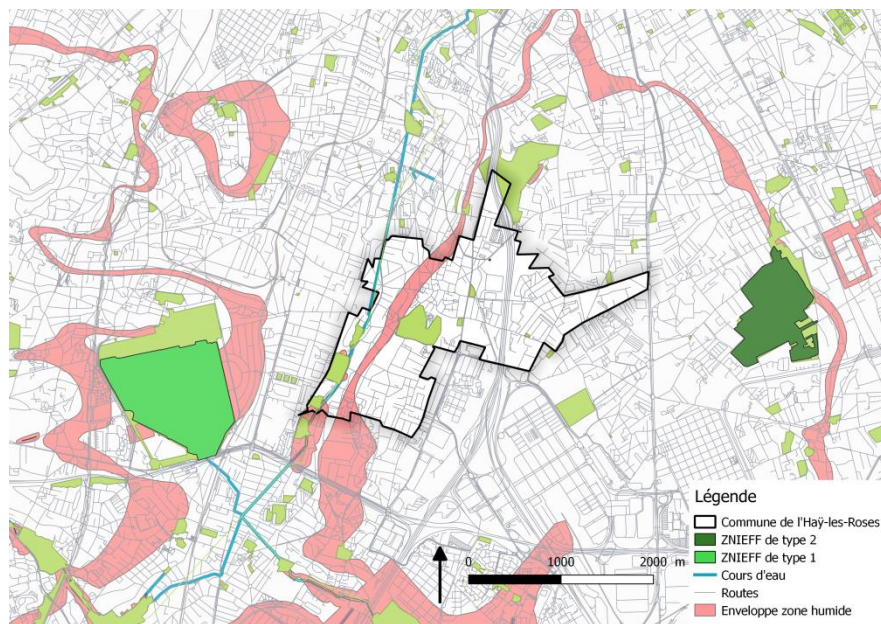 Légende
Commune de l'Haÿ-les-Roses
ZNIEFF de type 2
ZNIEFF de type 1
Cours d'eau
Routes
Enveloppe zone humide
0 1000 2000 m